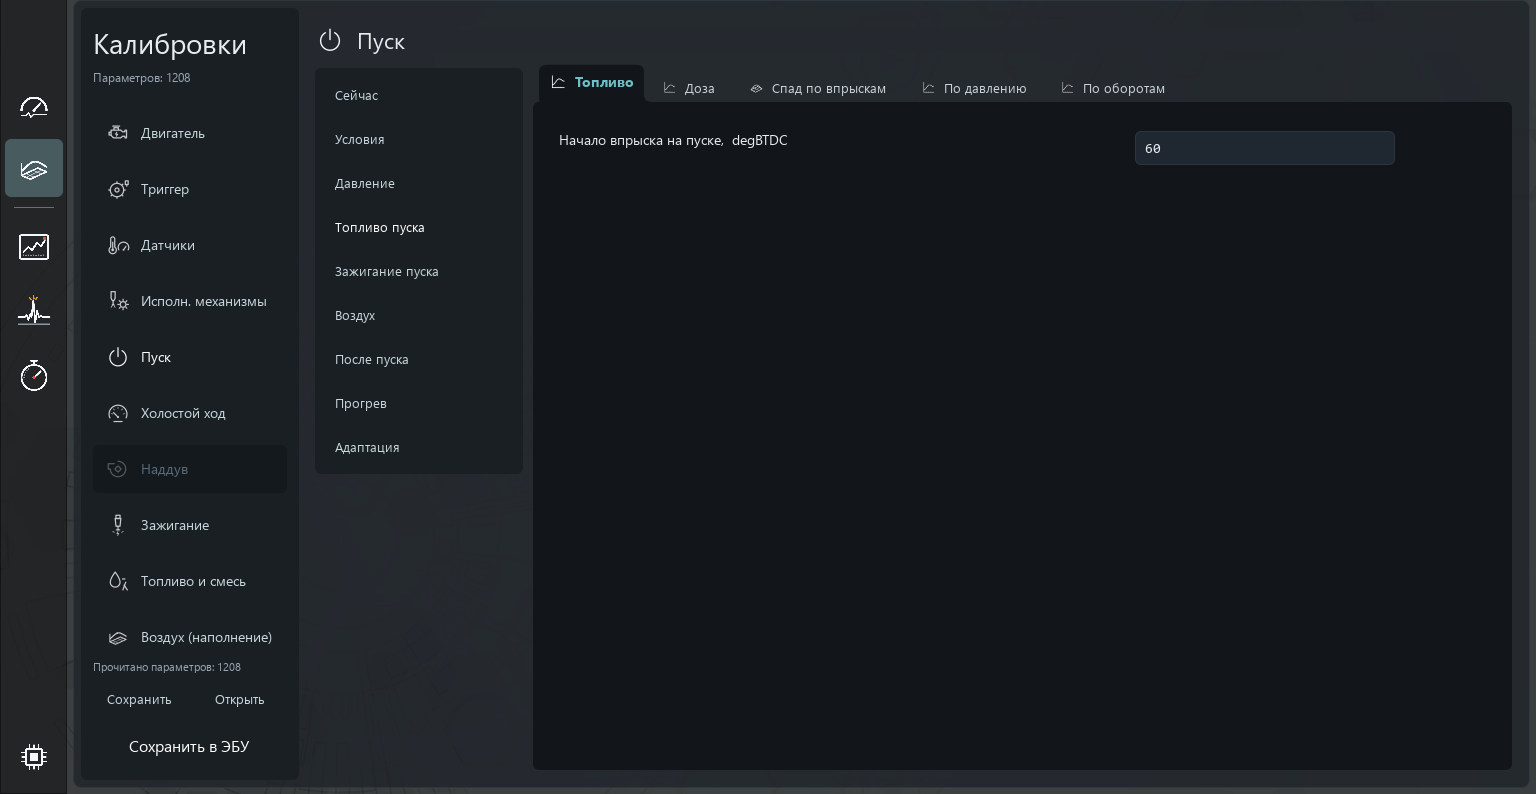 Калибровки
Параметров: 1208
Двигатель
Триггер
Датчики
Исполн. механизмы
Пуск
Холостой ход
Наддув
Зажигание
Топливо и смесь
Воздух (наполнение)
Прочитано параметров: 1208
Сохранить Открыть
Сохранить в ЭБУ
Пуск
Сейчас
Условия
Давление
Топливо пуска
Зажигание пуска
Воздух
После пуска
Прогрев
Адаптация
Топливо Доза Спад по впрыскам По давлению По оборотам
Начало впрыска на пуске, degBTDC 60